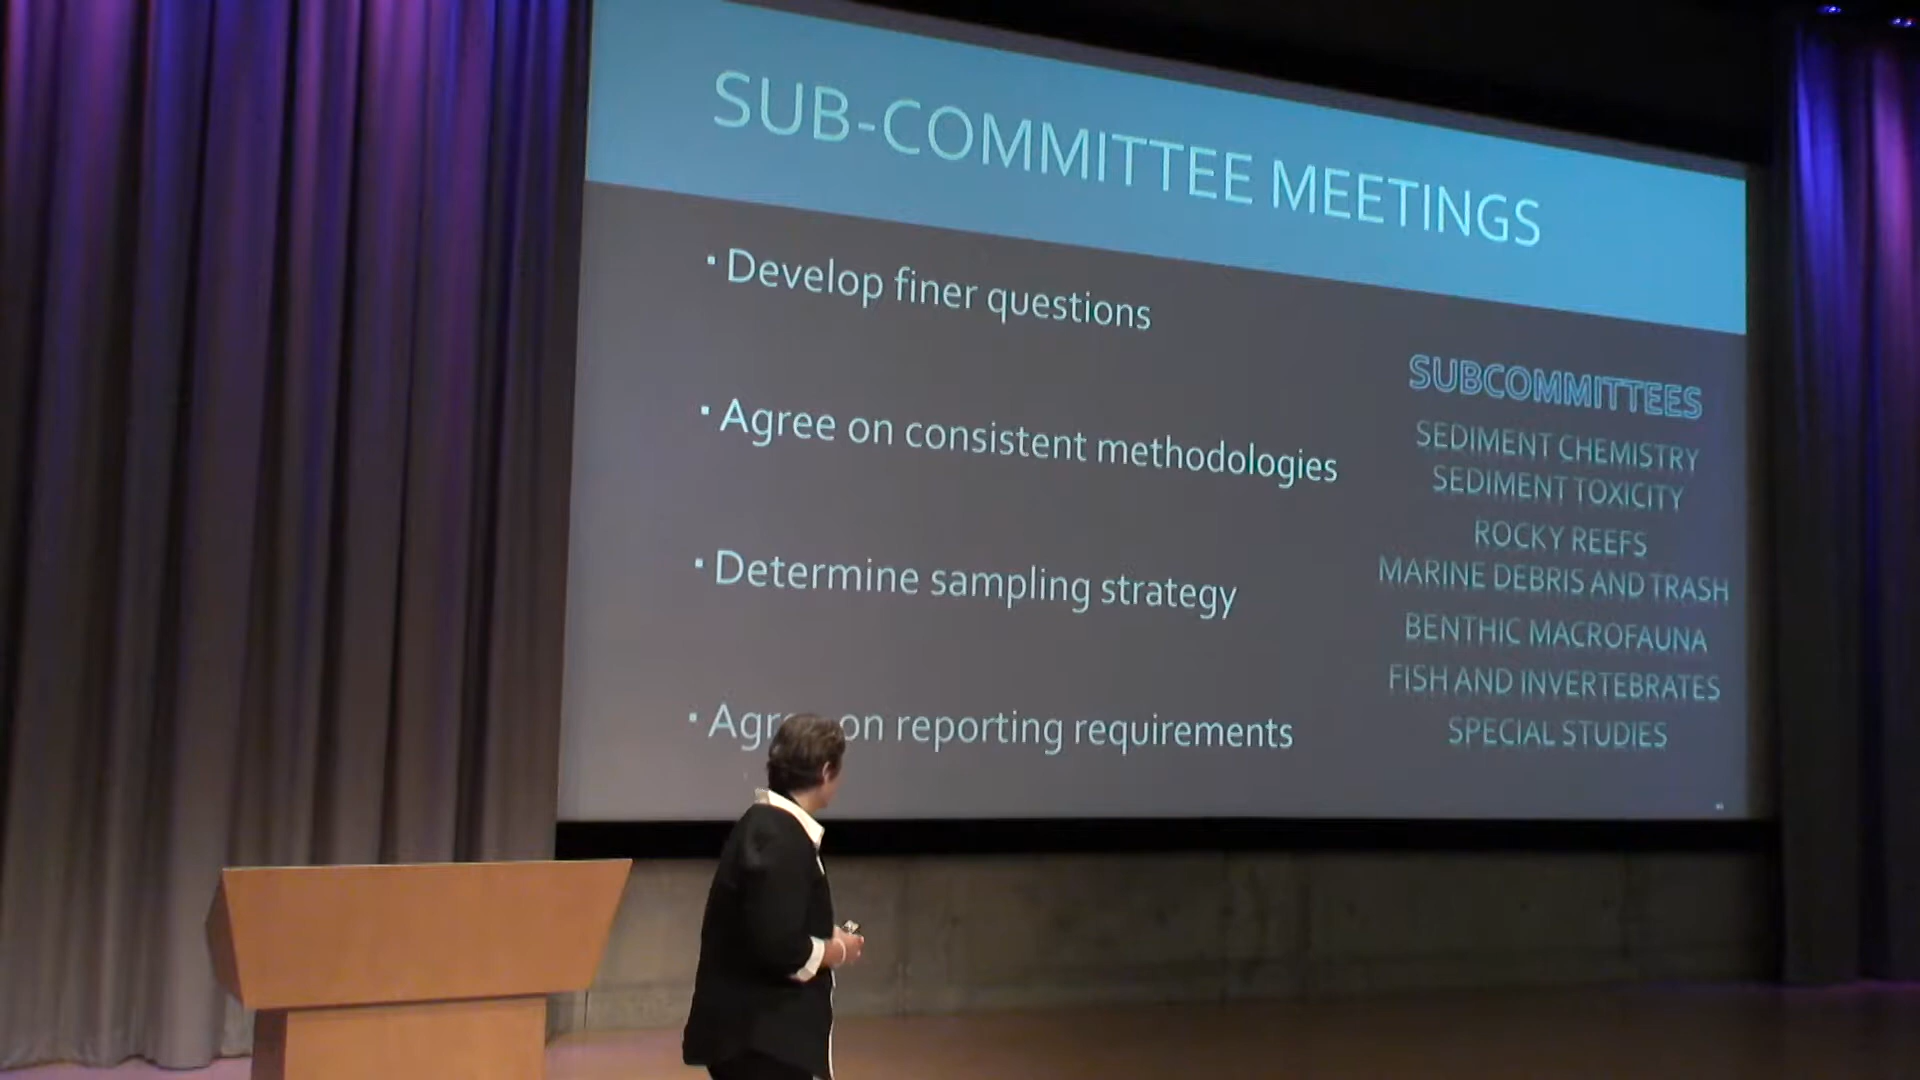 SUB-COMMITTEE MEETINGS
▪ Develop finer questions
▪ Agree on consistent methodologies
▪ Determine sampling strategy
▪ Agr on reporting requirements
SUBCOMMITTEES
SEDIMENT CHEMISTRY
SEDIMENT TOXICITY
ROCKY REEFS
MARINE DEBRIS AND TRASH
BENTHIC MACROFAUNA
FISH AND INVERTEBRATES
SPECIAL STUDIES